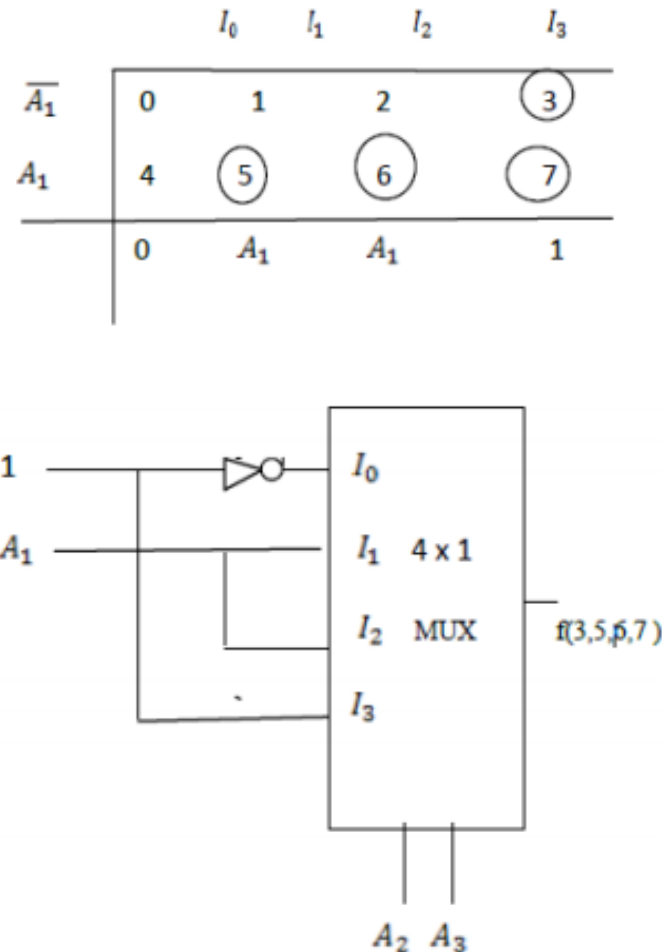 I₀ I₁ I₂ I₃
A̅₁ 0 1 2 3
A₁ 4 5 6 7
0 A₁ A₁ 1
1 I₀
A₁ I₁ 4 x 1
I₂ MUX f(3,5,6,7 )
I₃
A₂ A₃